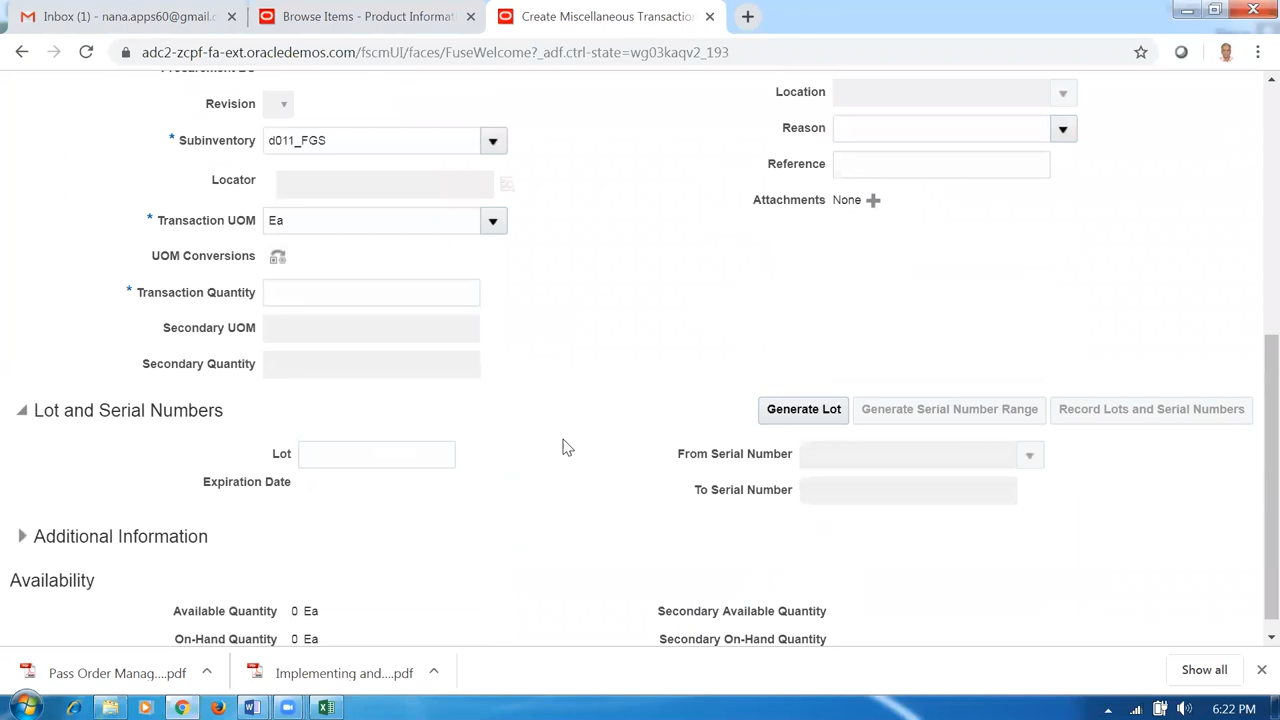 Inbox (1) - nana.apps60@gmail.c
Browse Items - Product Informati
Create Miscellaneous Transaction
adc2-zcpf-fa-ext.oracledemos.com/fscmUI/faces/FuseWelcome?_adf.ctrl-state=wg03kaqv2_193
Revision
Location
* Subinventory d011_FGS
Reason
Locator
Reference
* Transaction UOM Ea
Attachments None
UOM Conversions
* Transaction Quantity
Secondary UOM
Secondary Quantity
Lot and Serial Numbers
Generate Lot
Generate Serial Number Range
Record Lots and Serial Numbers
Lot
From Serial Number
Expiration Date
To Serial Number
Additional Information
Availability
Available Quantity 0 Ea
Secondary Available Quantity
On-Hand Quantity 0 Ea
Secondary On-Hand Quantity
Pass Order Manag....pdf
Implementing and....pdf
Show all
6:22 PM